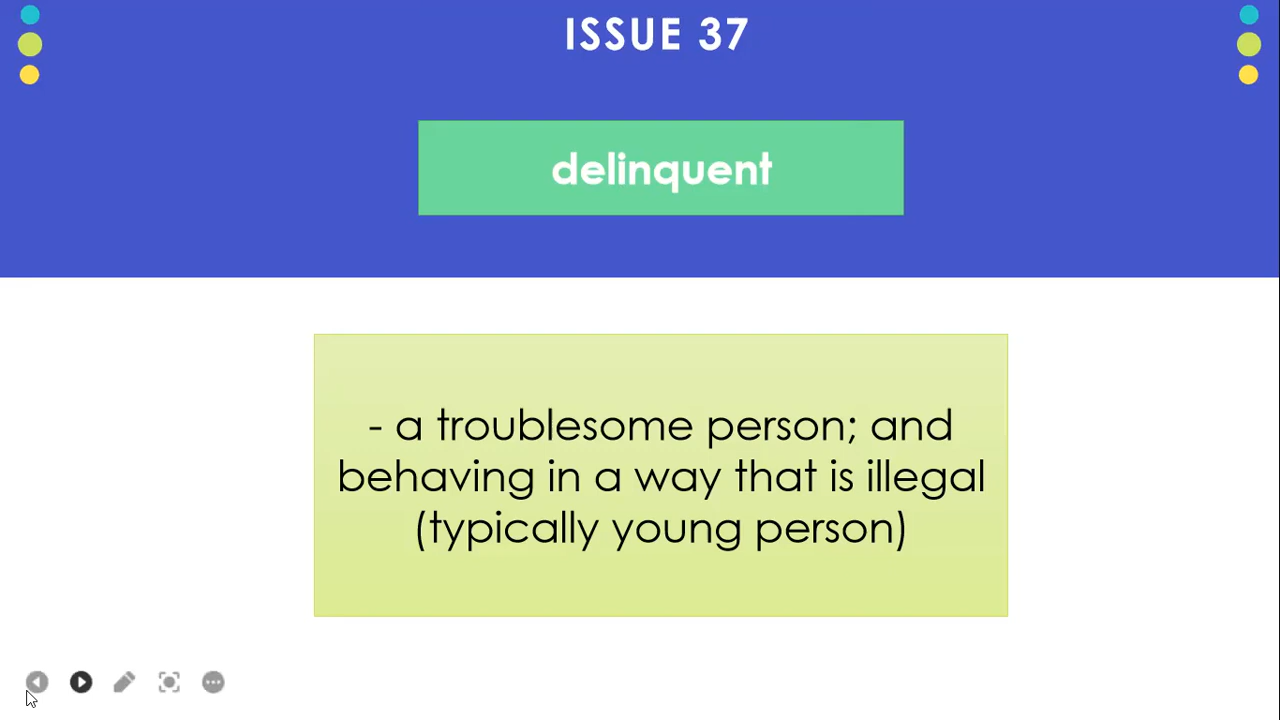 ISSUE 37
delinquent
- a troublesome person; and
behaving in a way that is illegal
(typically young person)